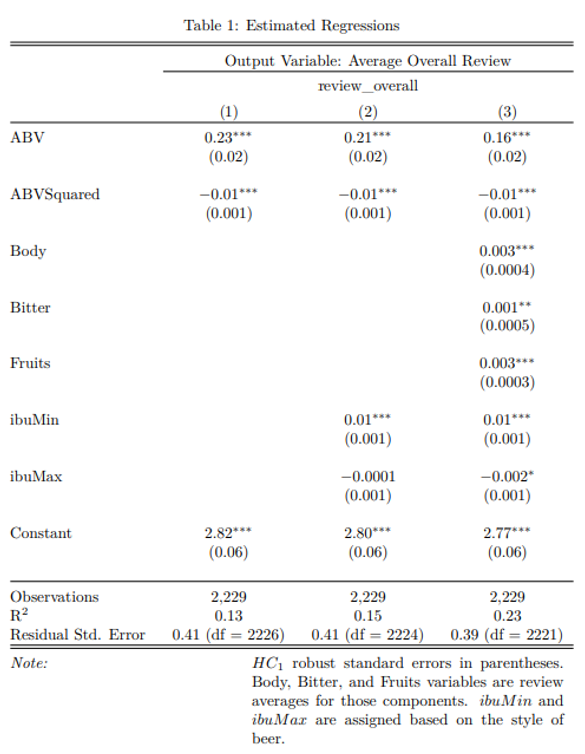 Table 1: Estimated Regressions
Output Variable: Average Overall Review
review_overall
(1) (2) (3)
ABV 0.23*** 0.21*** 0.16***
(0.02) (0.02) (0.02)
ABVSquared −0.01*** −0.01*** −0.01***
(0.001) (0.001) (0.001)
Body 0.003***
(0.0004)
Bitter 0.001**
(0.0005)
Fruits 0.003***
(0.0003)
ibuMin 0.01*** 0.01***
(0.001) (0.001)
ibuMax −0.0001 −0.002*
(0.001) (0.001)
Constant 2.82*** 2.80*** 2.77***
(0.06) (0.06) (0.06)
Observations 2,229 2,229 2,229
R² 0.13 0.15 0.23
Residual Std. Error 0.41 (df = 2226) 0.41 (df = 2224) 0.39 (df = 2221)
Note: HC₁ robust standard errors in parentheses.
Body, Bitter, and Fruits variables are review
averages for those components. ibuMin and
ibuMax are assigned based on the style of
beer.